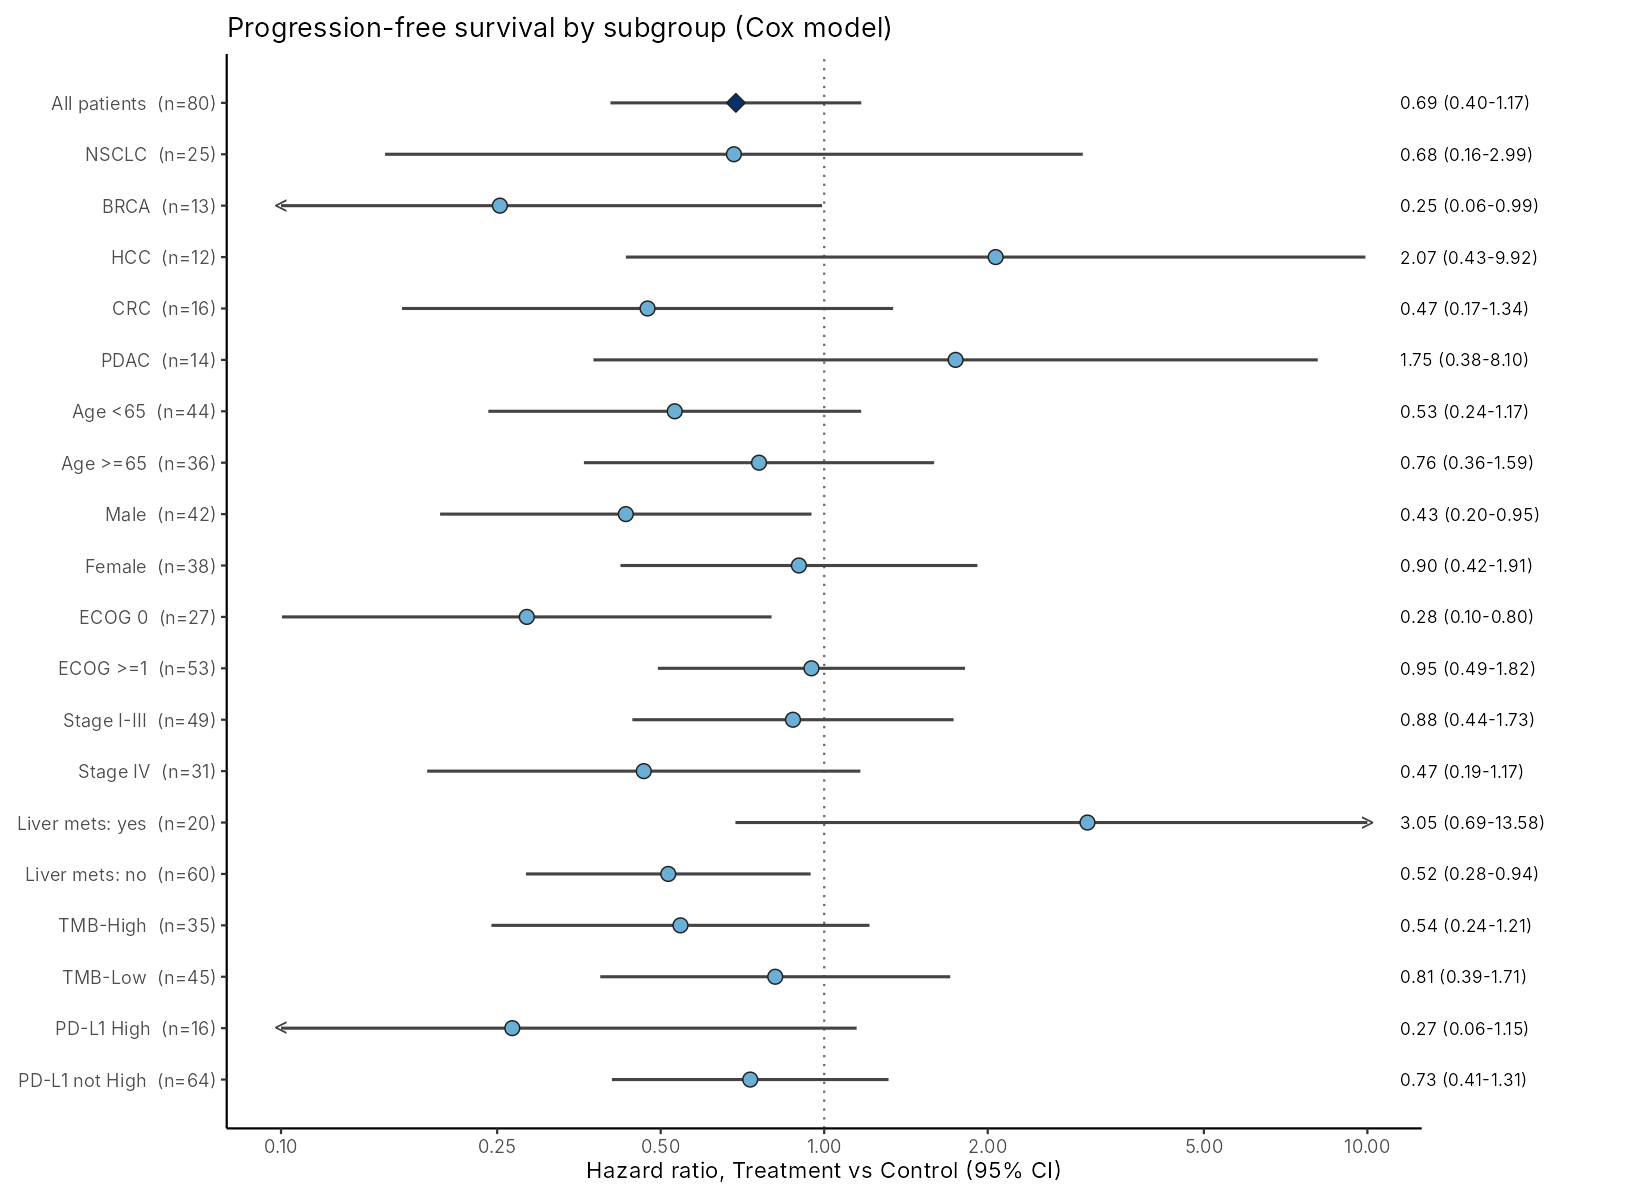 Progression-free survival by subgroup (Cox model)
All patients (n=80) 0.69 (0.40-1.17)
NSCLC (n=25) 0.68 (0.16-2.99)
BRCA (n=13) 0.25 (0.06-0.99)
HCC (n=12) 2.07 (0.43-9.92)
CRC (n=16) 0.47 (0.17-1.34)
PDAC (n=14) 1.75 (0.38-8.10)
Age <65 (n=44) 0.53 (0.24-1.17)
Age >=65 (n=36) 0.76 (0.36-1.59)
Male (n=42) 0.43 (0.20-0.95)
Female (n=38) 0.90 (0.42-1.91)
ECOG 0 (n=27) 0.28 (0.10-0.80)
ECOG >=1 (n=53) 0.95 (0.49-1.82)
Stage I-III (n=49) 0.88 (0.44-1.73)
Stage IV (n=31) 0.47 (0.19-1.17)
Liver mets: yes (n=20) 3.05 (0.69-13.58)
Liver mets: no (n=60) 0.52 (0.28-0.94)
TMB-High (n=35) 0.54 (0.24-1.21)
TMB-Low (n=45) 0.81 (0.39-1.71)
PD-L1 High (n=16) 0.27 (0.06-1.15)
PD-L1 not High (n=64) 0.73 (0.41-1.31)
0.10 0.25 0.50 1.00 2.00 5.00 10.00
Hazard ratio, Treatment vs Control (95% CI)